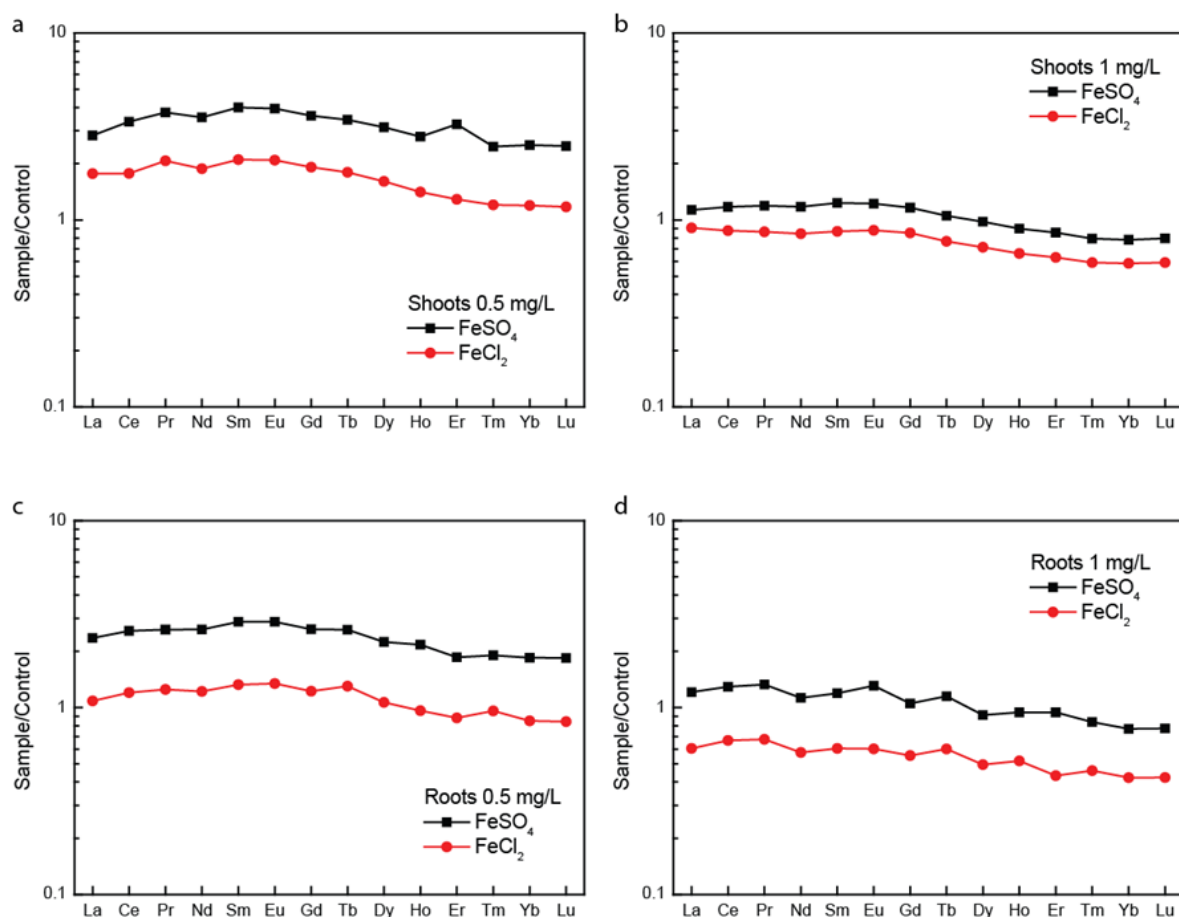 a
10
1
0.1
Sample/Control
Shoots 0.5 mg/L
FeSO₄
FeCl₂
La Ce Pr Nd Sm Eu Gd Tb Dy Ho Er Tm Yb Lu
b
10
1
0.1
Sample/Control
Shoots 1 mg/L
FeSO₄
FeCl₂
La Ce Pr Nd Sm Eu Gd Tb Dy Ho Er Tm Yb Lu
c
10
1
0.1
Sample/Control
Roots 0.5 mg/L
FeSO₄
FeCl₂
La Ce Pr Nd Sm Eu Gd Tb Dy Ho Er Tm Yb Lu
d
10
1
0.1
Sample/Control
Roots 1 mg/L
FeSO₄
FeCl₂
La Ce Pr Nd Sm Eu Gd Tb Dy Ho Er Tm Yb Lu